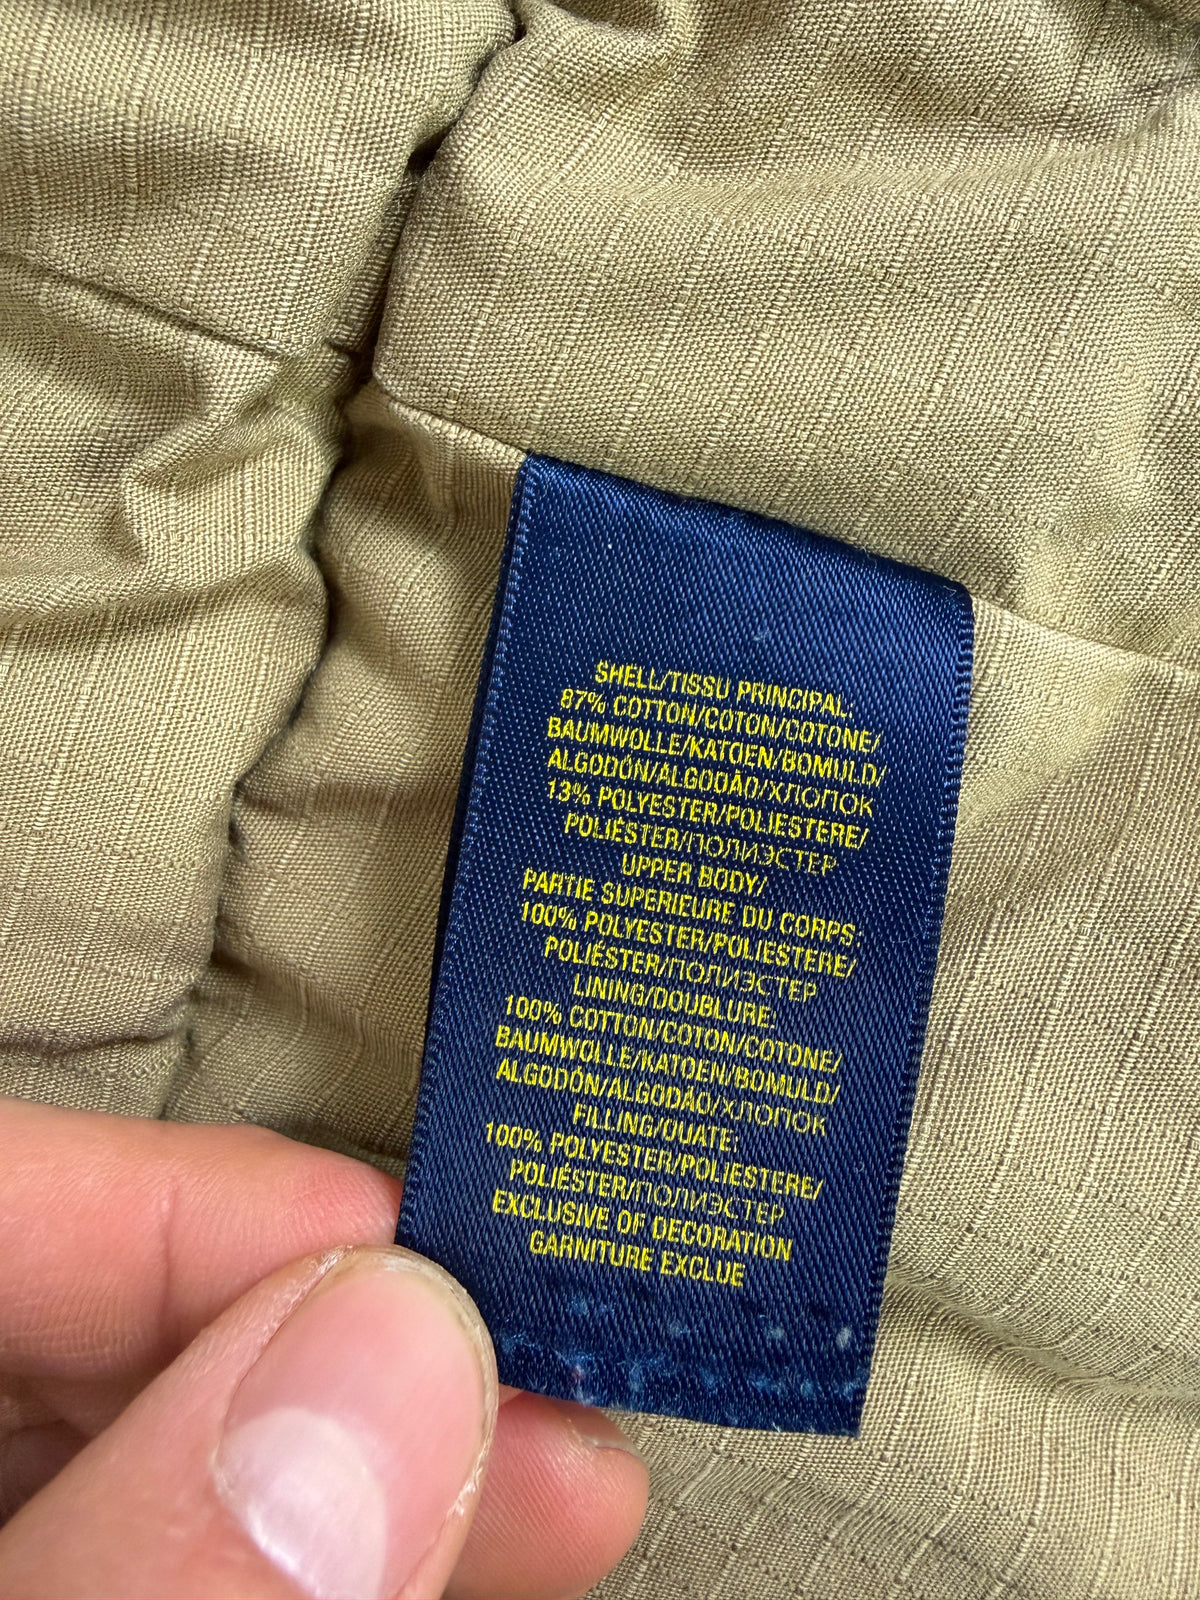 SHELL/TISSU PRINCIPAL:
87% COTTON/COTON/COTONE/
BAUMWOLLE/KATOEN/BOMULD/
ALGODÓN/ALGODÃO/ХЛОПОК
13% POLYESTER/POLIESTERE/
POLIÉSTER/ПОЛИЭСТЕР
UPPER BODY/
PARTIE SUPERIEURE DU CORPS:
100% POLYESTER/POLIESTERE/
POLIÉSTER/ПОЛИЭСТЕР
LINING/DOUBLURE:
100% COTTON/COTON/COTONE/
BAUMWOLLE/KATOEN/BOMULD/
ALGODÓN/ALGODÃO/ХЛОПОК
FILLING/OUATE:
100% POLYESTER/POLIESTERE/
POLIÉSTER/ПОЛИЭСТЕР
EXCLUSIVE OF DECORATION
GARNITURE EXCLUE